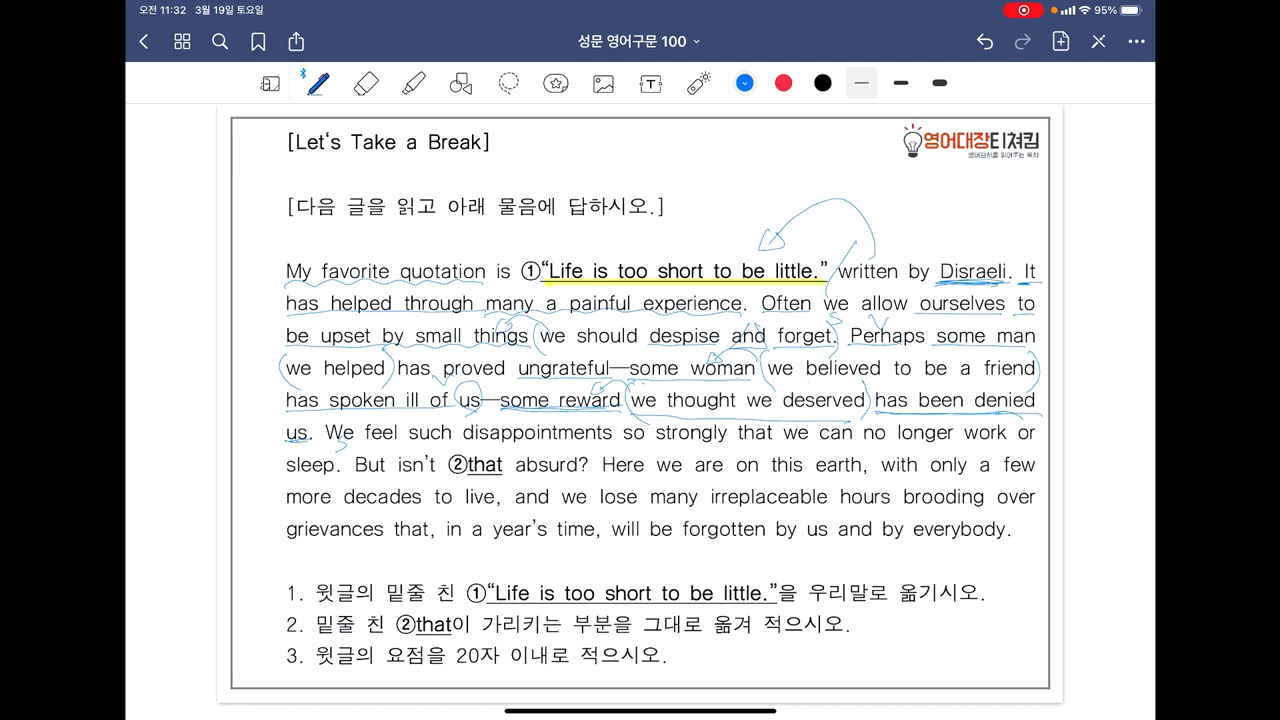 오전 11:32 3월 19일 토요일 95%
성문 영어구문 100
[Let‘s Take a Break]
영어대장티쳐킴
영어원서를 읽어주는 목사
[다음 글을 읽고 아래 물음에 답하시오.]
My favorite quotation is ①“Life is too short to be little.” written by Disraeli. It
has helped through many a painful experience. Often we allow ourselves to
be upset by small things we should despise and forget. Perhaps some man
we helped has proved ungrateful—some woman we believed to be a friend
has spoken ill of us—some reward we thought we deserved has been denied
us. We feel such disappointments so strongly that we can no longer work or
sleep. But isn’t ②that absurd? Here we are on this earth, with only a few
more decades to live, and we lose many irreplaceable hours brooding over
grievances that, in a year’s time, will be forgotten by us and by everybody.
1. 윗글의 밑줄 친 ①“Life is too short to be little.”을 우리말로 옮기시오.
2. 밑줄 친 ②that이 가리키는 부분을 그대로 옮겨 적으시오.
3. 윗글의 요점을 20자 이내로 적으시오.